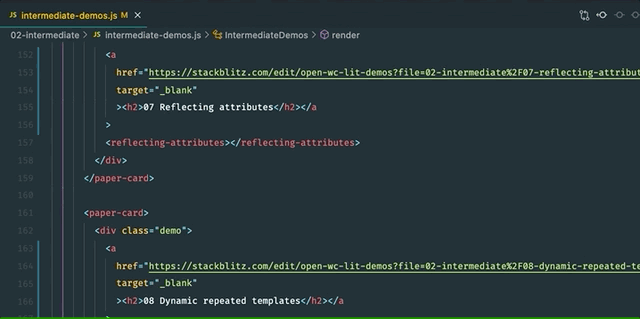 JS intermediate-demos.js M ×
02-intermediate > JS intermediate-demos.js > IntermediateDemos > render
152 <a
153 href="https://stackblitz.com/edit/open-wc-lit-demos?file=02-intermediate%2F07-reflecting-attribut
154 target="_blank"
155 ><h2>07 Reflecting attributes</h2></a
156 >
157 <reflecting-attributes></reflecting-attributes>
158 </div>
159 </paper-card>
160
161 <paper-card>
162 <div class="demo">
163 <a
164 href="https://stackblitz.com/edit/open-wc-lit-demos?file=02-intermediate%2F08-dynamic-repeated-te
165 target="_blank"
166 ><h2>08 Dynamic repeated templates</h2></a